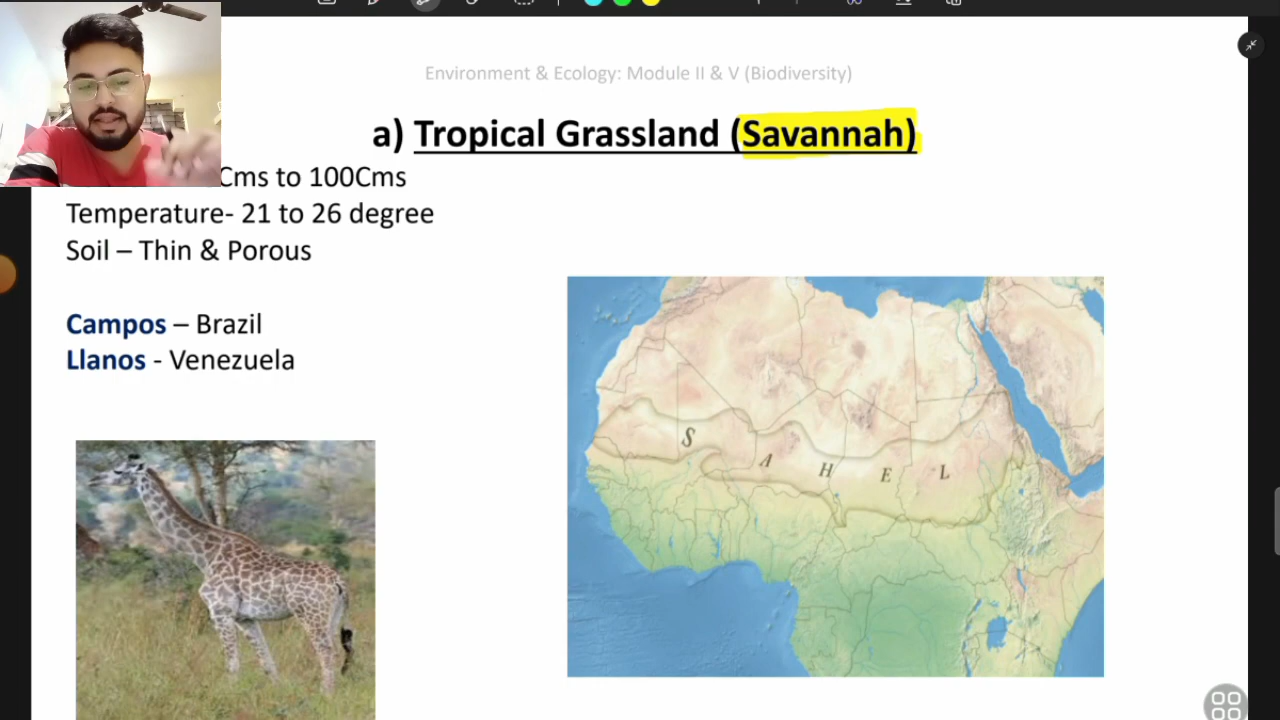 Environment & Ecology: Module II & V (Biodiversity)
a) Tropical Grassland (Savannah)
Cms to 100Cms
Temperature- 21 to 26 degree
Soil – Thin & Porous
Campos – Brazil
Llanos - Venezuela
S A H E L